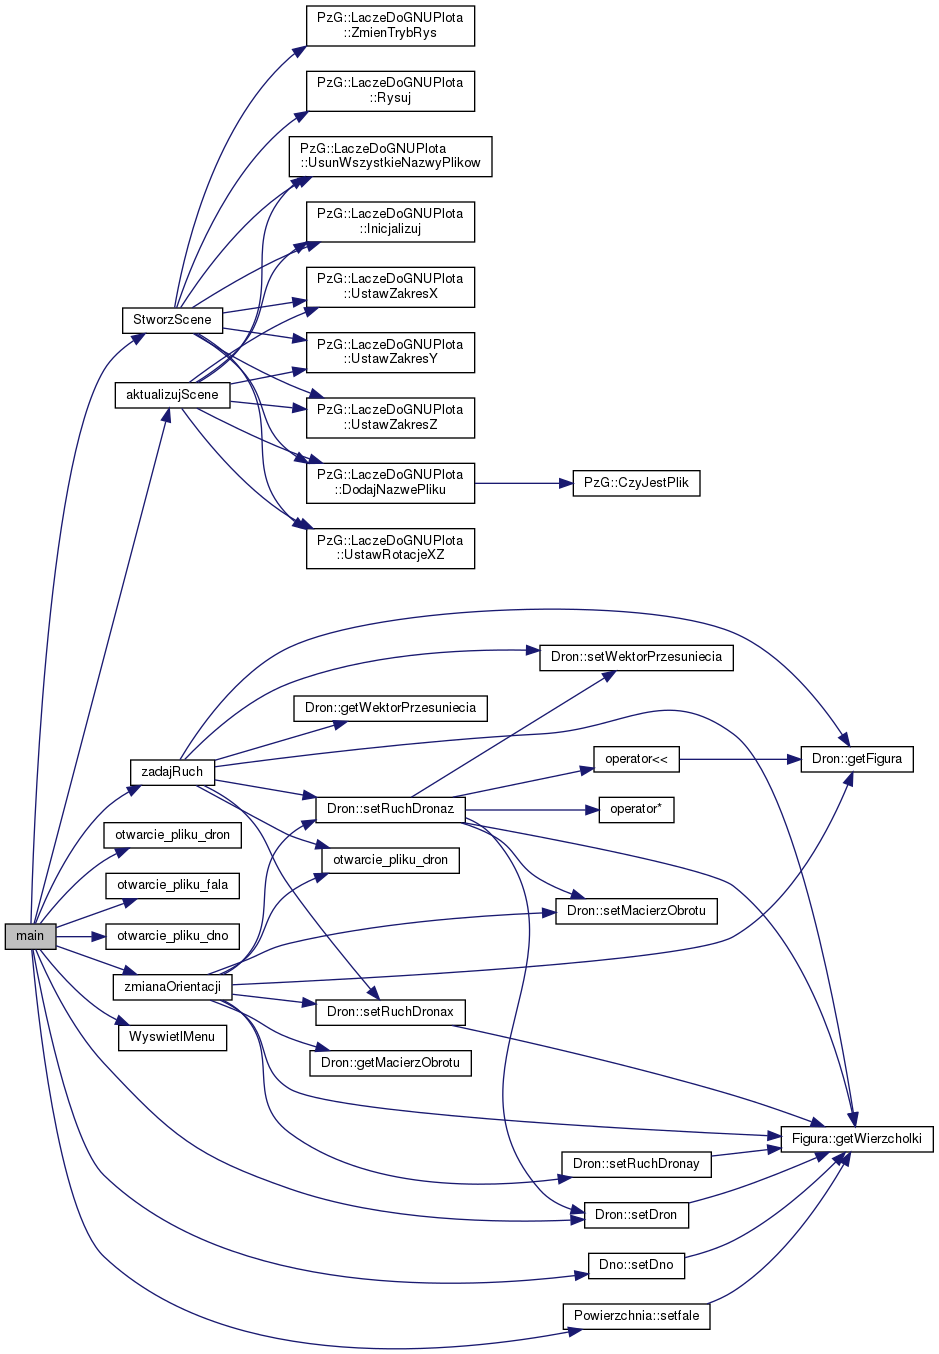 PzG::LaczeDoGNUPlota
::ZmienTrybRys
PzG::LaczeDoGNUPlota
::Rysuj
PzG::LaczeDoGNUPlota
::UsunWszystkieNazwyPlikow
PzG::LaczeDoGNUPlota
::Inicjalizuj
PzG::LaczeDoGNUPlota
::UstawZakresX
StworzScene
PzG::LaczeDoGNUPlota
::UstawZakresY
aktualizujScene
PzG::LaczeDoGNUPlota
::UstawZakresZ
PzG::LaczeDoGNUPlota
::DodajNazwePliku
PzG::CzyJestPlik
PzG::LaczeDoGNUPlota
::UstawRotacjeXZ
Dron::setWektorPrzesuniecia
Dron::getWektorPrzesuniecia
zadajRuch
operator<<
Dron::getFigura
Dron::setRuchDronaz
operator*
otwarcie_pliku_dron
otwarcie_pliku_dron
otwarcie_pliku_fala
Dron::setMacierzObrotu
main
otwarcie_pliku_dno
zmianaOrientacji
Dron::setRuchDronax
WyswietlMenu
Dron::getMacierzObrotu
Figura::getWierzcholki
Dron::setRuchDronay
Dron::setDron
Dno::setDno
Powierzchnia::setfale